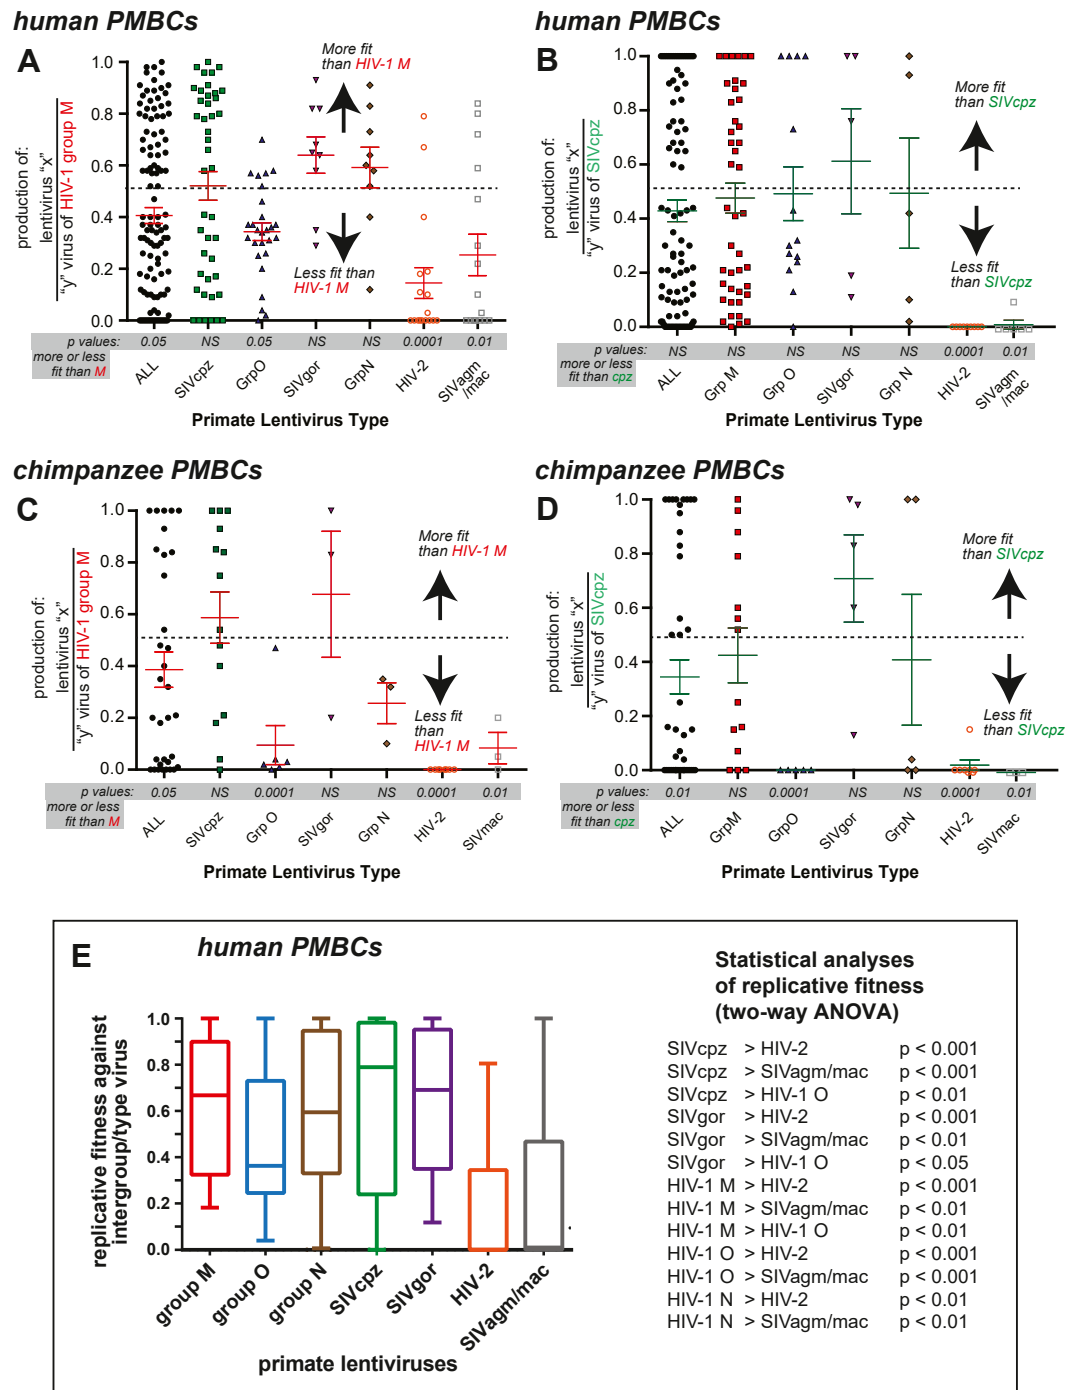 human PMBCs
A
production of:
lentivirus "x"
"y" virus of HIV-1 group M
1.0
0.8
0.6
0.4
0.2
0.0
More fit
than HIV-1 M
Less fit than
HIV-1 M
p values: 0.05 NS 0.05 NS NS 0.0001 0.01
more or less
fit than M
ALL SIVcpz GrpO SIVgor GrpN HIV-2 SIVagm/mac
Primate Lentivirus Type
human PMBCs
B
production of:
lentivirus "x"
"y" virus of SIVcpz
1.0
0.8
0.6
0.4
0.2
0.0
More fit
than SIVcpz
Less fit
than SIVcpz
p values: NS NS NS NS NS 0.0001 0.01
more or less
fit than cpz
ALL Grp M Grp O SIVgor Grp N HIV-2 SIVagm/mac
Primate Lentivirus Type
chimpanzee PMBCs
C
production of:
lentivirus "x"
"y" virus of HIV-1 group M
1.0
0.8
0.6
0.4
0.2
0.0
More fit
than HIV-1 M
Less fit
than
HIV-1 M
p values: 0.05 NS 0.0001 NS NS 0.0001 0.01
more or less
fit than M
ALL SIVcpz Grp O SIVgor Grp N HIV-2 SIVmac
Primate Lentivirus Type
chimpanzee PMBCs
D
production of:
lentivirus "x"
"y" virus of SIVcpz
1.0
0.8
0.6
0.4
0.2
0.0
More fit
than SIVcpz
Less fit
than SIVcpz
p values: 0.01 NS 0.0001 NS NS 0.0001 0.01
more or less
fit than cpz
ALL GrpM GrpO SIVgor GrpN HIV-2 SIVmac
Primate Lentivirus Type
E
human PMBCs
replicative fitness against
intergroup/type virus
1.0
0.8
0.6
0.4
0.2
0.0
group M group O group N SIVcpz SIVgor HIV-2 SIVagm/mac
primate lentiviruses
Statistical analyses
of replicative fitness
(two-way ANOVA)
SIVcpz > HIV-2 p < 0.001
SIVcpz > SIVagm/mac p < 0.001
SIVcpz > HIV-1 O p < 0.01
SIVgor > HIV-2 p < 0.001
SIVgor > SIVagm/mac p < 0.01
SIVgor > HIV-1 O p < 0.05
HIV-1 M > HIV-2 p < 0.001
HIV-1 M > SIVagm/mac p < 0.01
HIV-1 M > HIV-1 O p < 0.01
HIV-1 O > HIV-2 p < 0.001
HIV-1 O > SIVagm/mac p < 0.001
HIV-1 N > HIV-2 p < 0.01
HIV-1 N > SIVagm/mac p < 0.01